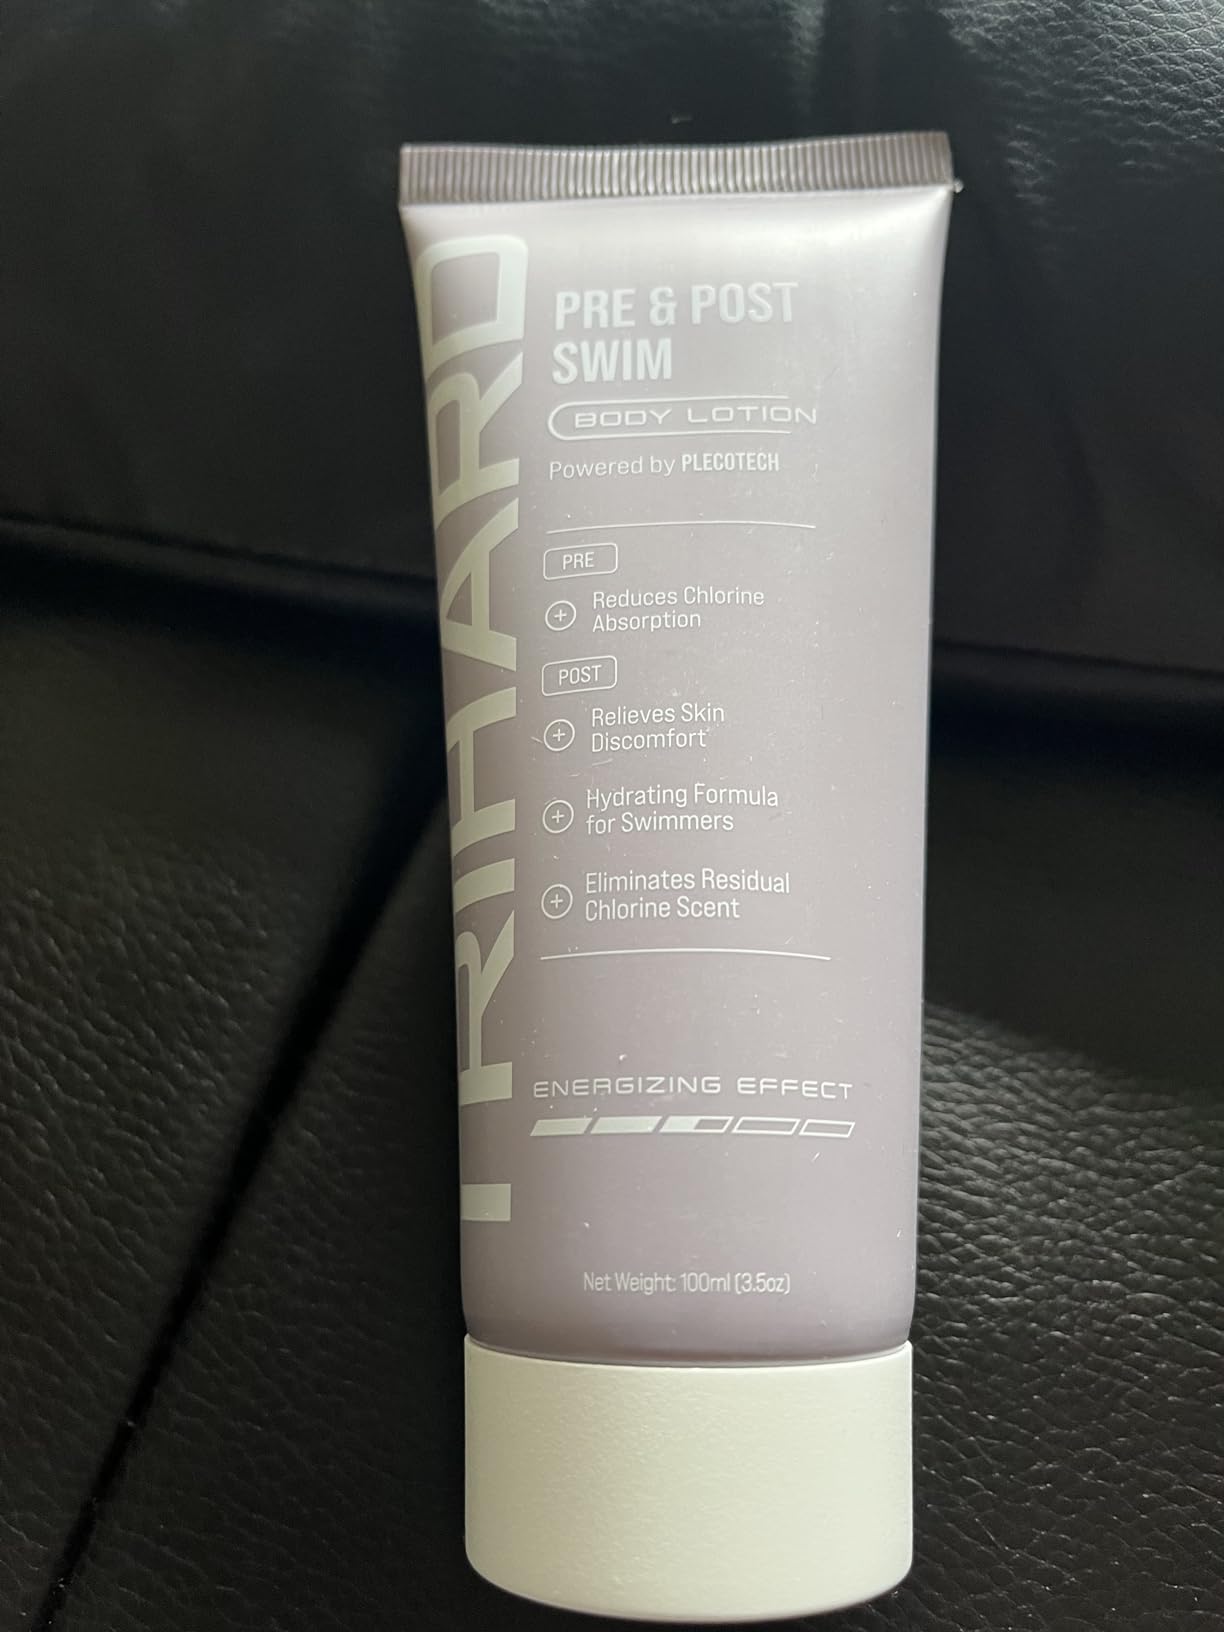 TRIHARD
PRE & POST
SWIM
BODY LOTION
Powered by PLECOTECH
PRE
Reduces Chlorine
Absorption
POST
Relieves Skin
Discomfort
Hydrating Formula
for Swimmers
Eliminates Residual
Chlorine Scent
ENERGIZING EFFECT
Net Weight: 100ml (3.5oz)